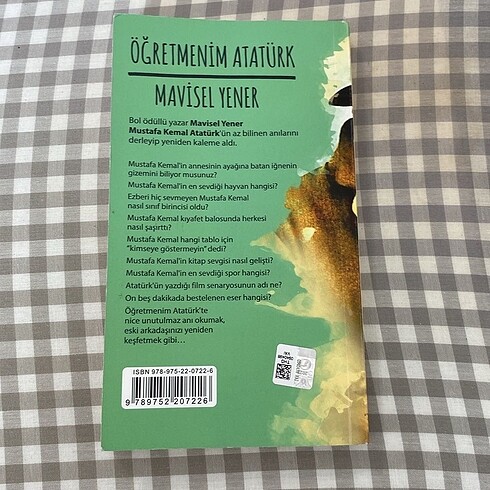 ÖĞRETMENİM ATATÜRK
MAVİSEL YENER
Bol ödüllü yazar Mavisel Yener
Mustafa Kemal Atatürk'ün az bilinen anılarını
derleyip yeniden kaleme aldı.
Mustafa Kemal'in annesinin ayağına batan iğnenin
gizemini biliyor musunuz?
Mustafa Kemal'in en sevdiği hayvan hangisi?
Ezberi hiç sevmeyen Mustafa Kemal
nasıl sınıf birincisi oldu?
Mustafa Kemal kıyafet balosunda herkesi
nasıl şaşırttı?
Mustafa Kemal hangi tablo için
"kimseye göstermeyin" dedi?
Mustafa Kemal'in kitap sevgisi nasıl gelişti?
Mustafa Kemal'in en sevdiği spor hangisi?
Atatürk'ün yazdığı film senaryosunun adı ne?
On beş dakikada bestelenen eser hangisi?
Öğretmenim Atatürk'te
nice unutulmaz anı okumak,
eski arkadaşınızı yeniden
keşfetmek gibi...
ISBN 978-975-22-0722-6
9 789752 207226